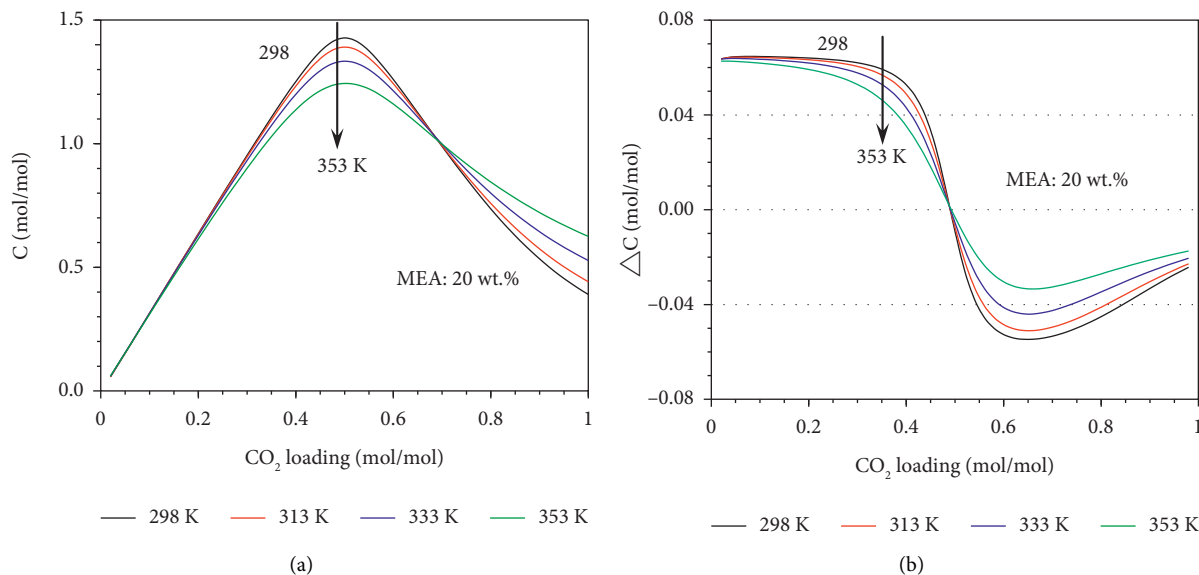 1.5
298
1.0
353 K
C (mol/mol)
0.5
MEA: 20 wt.%
0.0
0 0.2 0.4 0.6 0.8 1
CO₂ loading (mol/mol)
298 K 313 K 333 K 353 K
(a)
0.08
298
0.04
353 K
MEA: 20 wt.%
△C (mol/mol)
0.00
−0.04
−0.08
0 0.2 0.4 0.6 0.8 1
CO₂ loading (mol/mol)
298 K 313 K 333 K 353 K
(b)